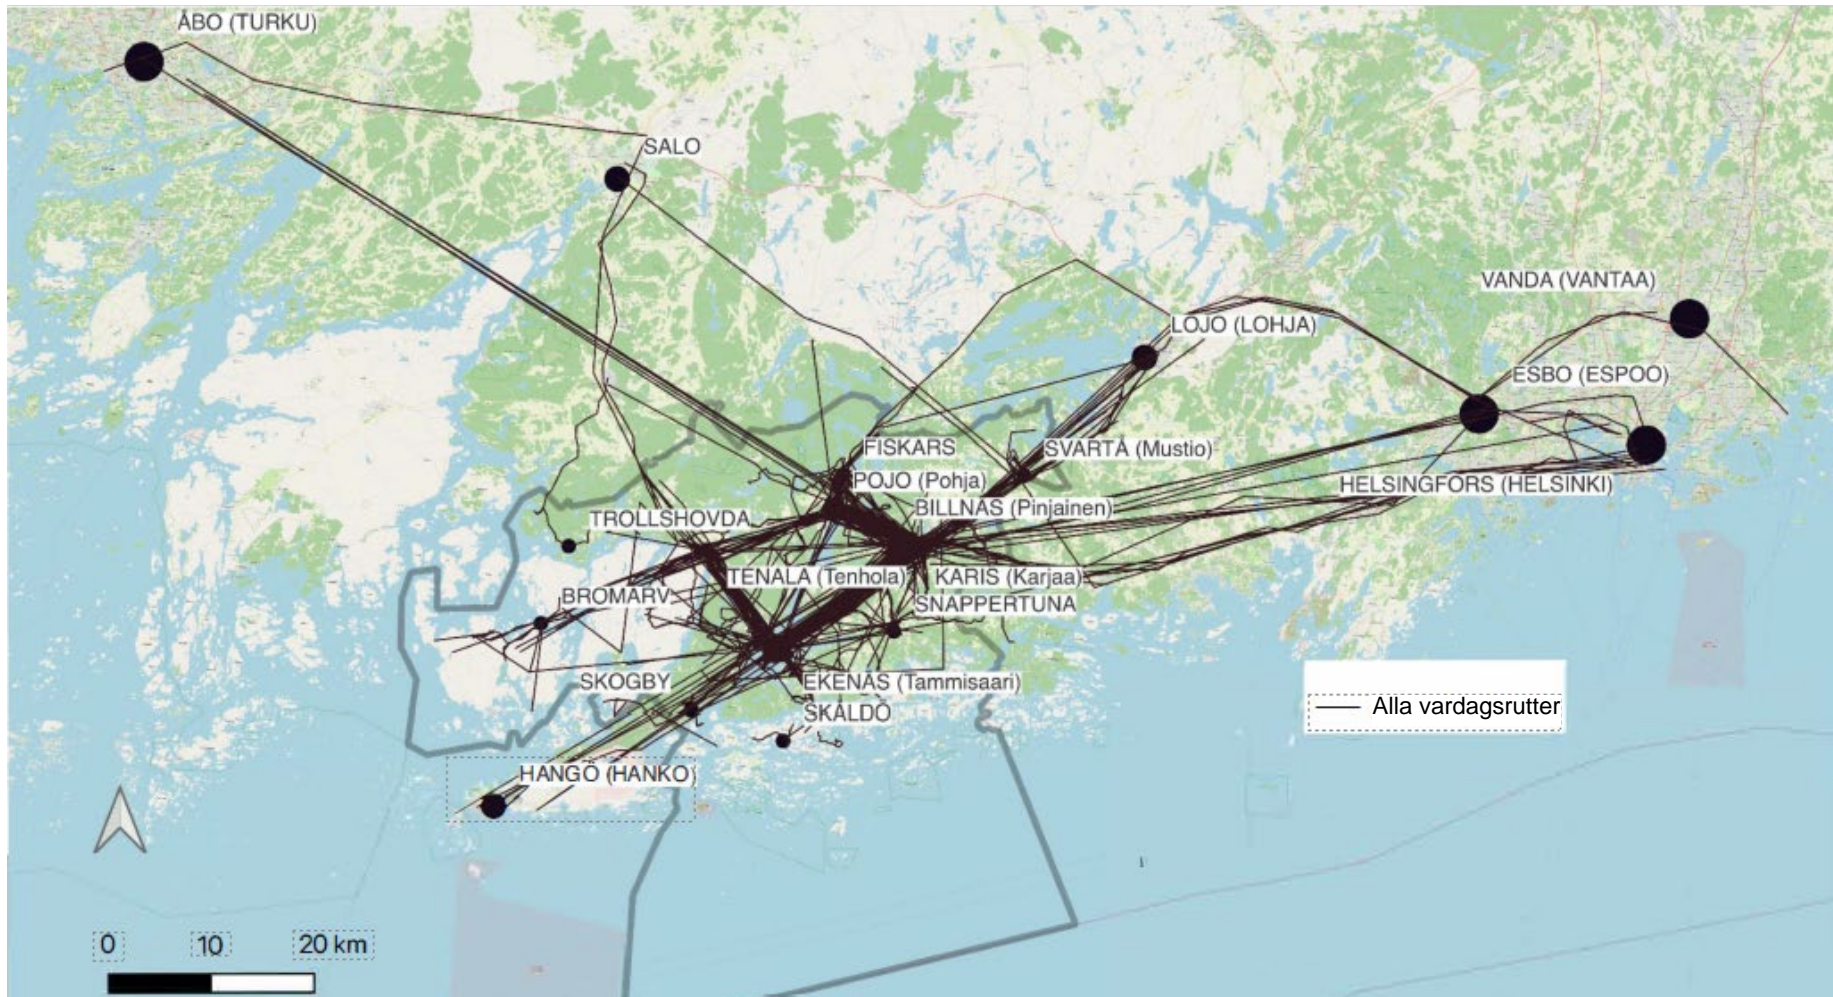 ÅBO (TURKU)
SALO
VANDA (VANTAA)
LOJO (LOHJA)
ESBO (ESPOO)
FISKARS
SVARTÅ (Mustio)
POJO (Pohja)
HELSINGFORS (HELSINKI)
BILLNÄS (Pinjainen)
TROLLSHOVDA
TENALA (Tenhola)
KARIS (Karjaa)
BROMARV
SNAPPERTUNA
SKOGBY
EKENÄS (Tammisaari)
SKÅLDÖ
Alla vardagsrutter
HANGÖ (HANKO)
0 10 20 km